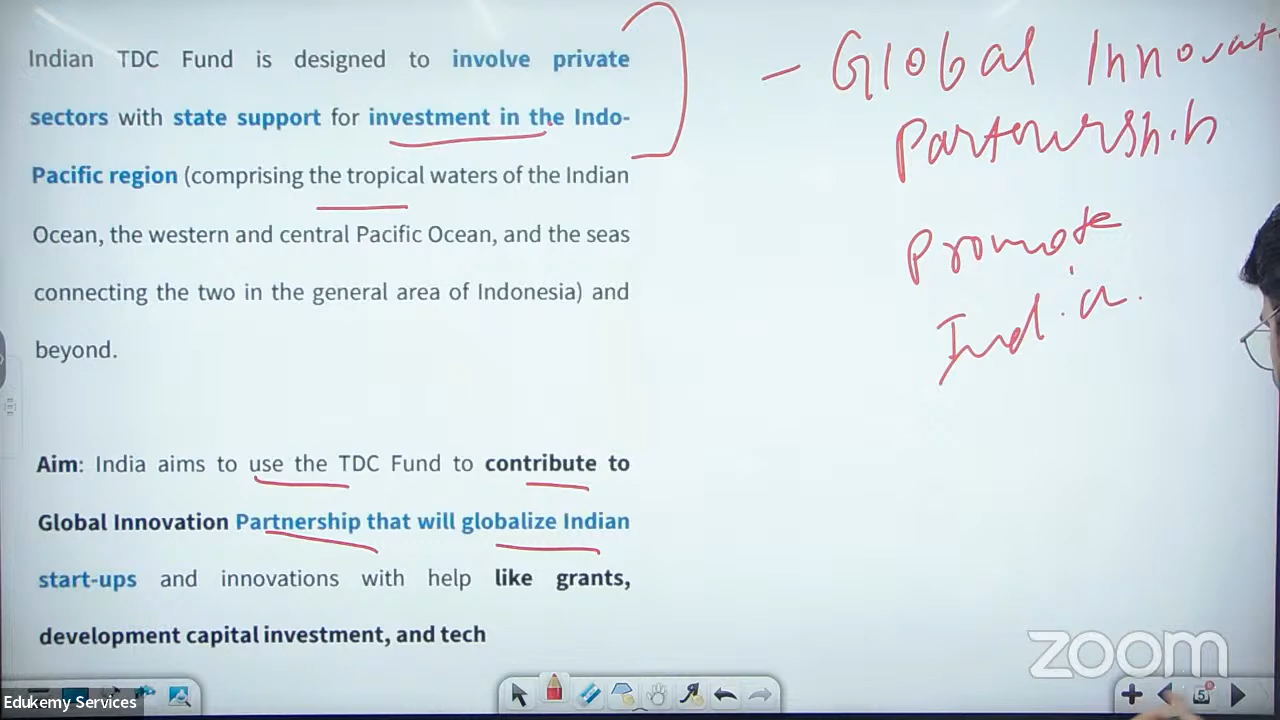 Indian TDC Fund is designed to involve private
sectors with state support for investment in the Indo-
Pacific region (comprising the tropical waters of the Indian
Ocean, the western and central Pacific Ocean, and the seas
connecting the two in the general area of Indonesia) and
beyond.
Aim: India aims to use the TDC Fund to contribute to
Global Innovation Partnership that will globalize Indian
start-ups and innovations with help like grants,
development capital investment, and tech
- Global Innovat
Partnership
Promote
India.
zoom
Edukemy Services
5